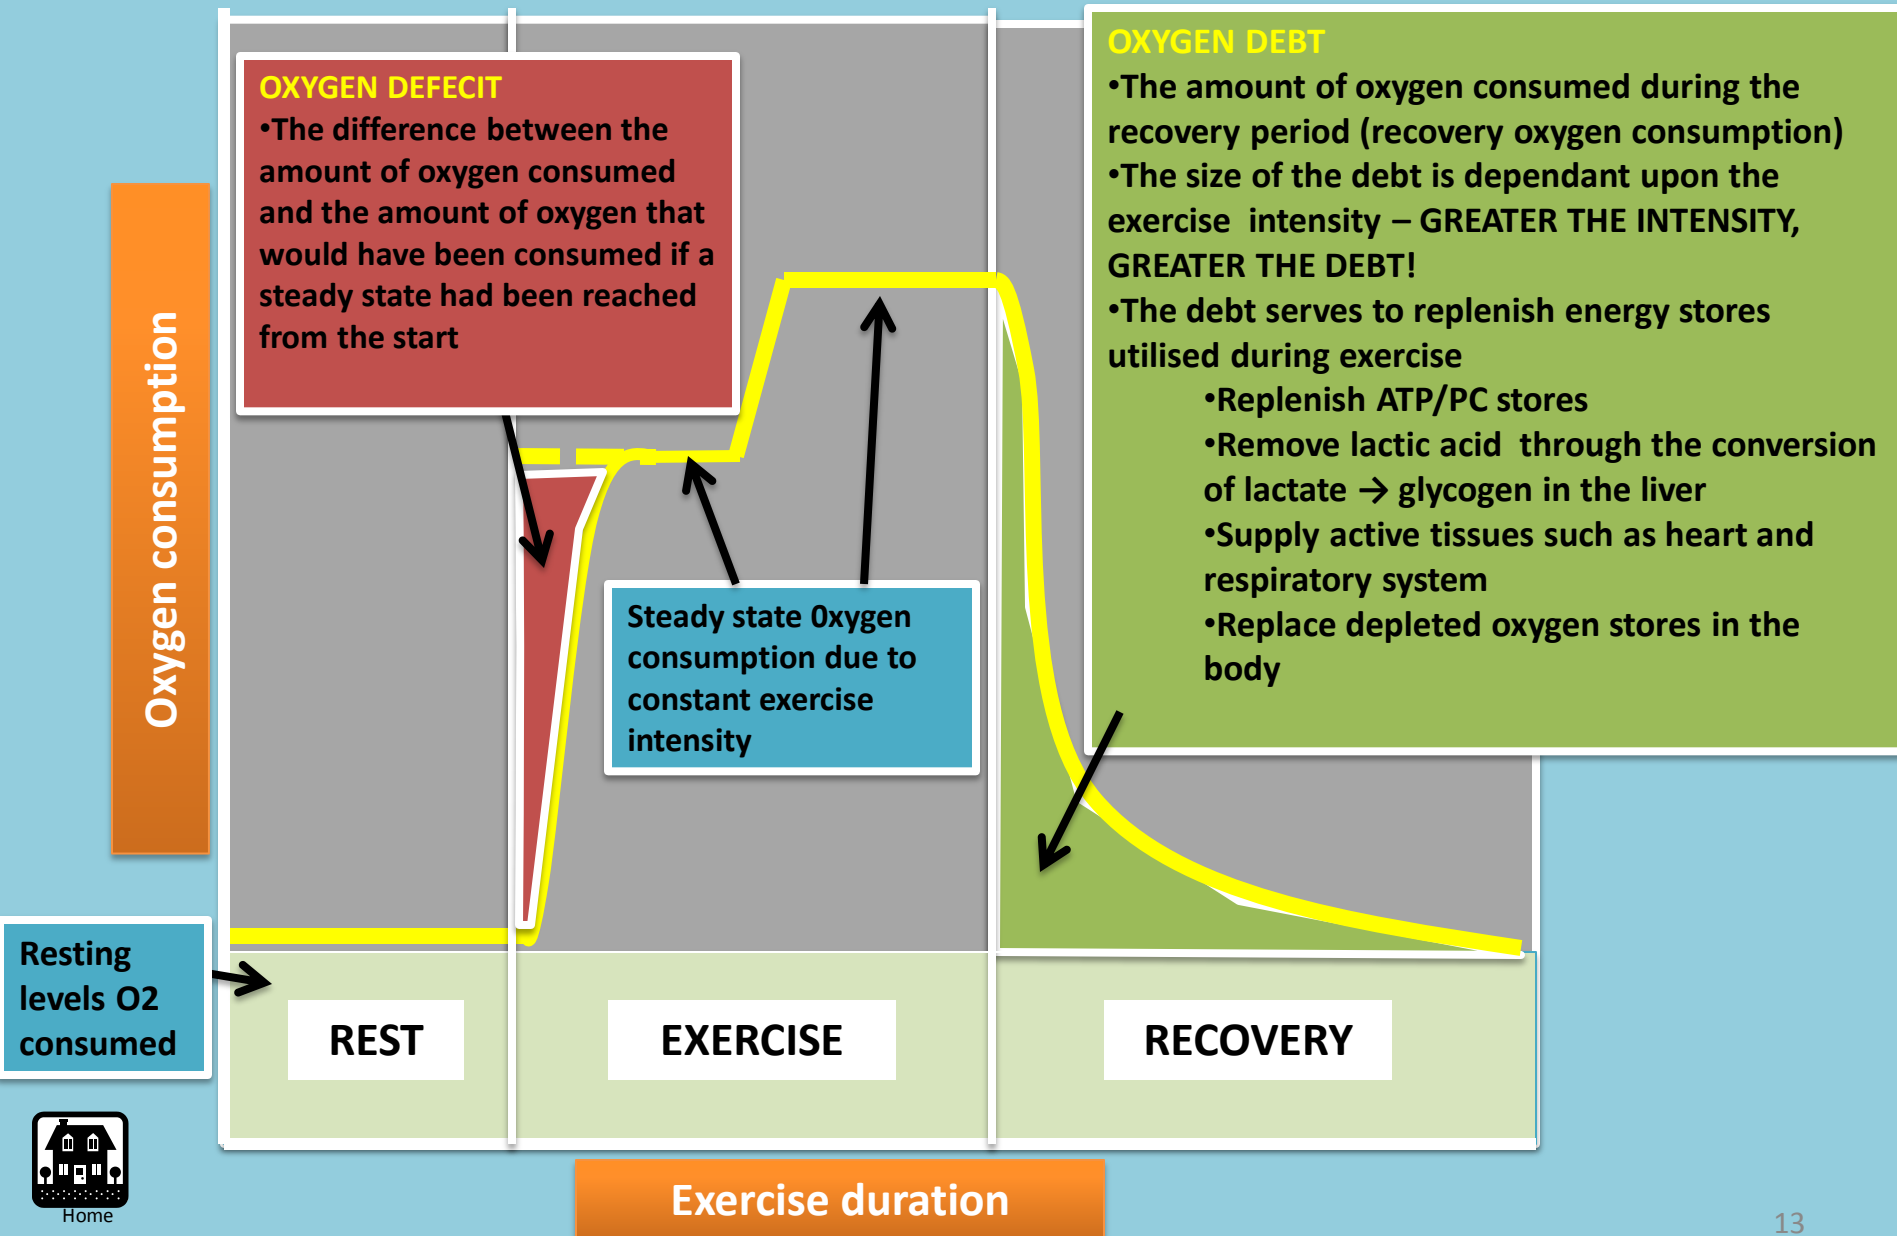 OXYGEN DEFECIT
•The difference between the
amount of oxygen consumed
and the amount of oxygen that
would have been consumed if a
steady state had been reached
from the start
OXYGEN DEBT
•The amount of oxygen consumed during the
recovery period (recovery oxygen consumption)
•The size of the debt is dependant upon the
exercise intensity – GREATER THE INTENSITY,
GREATER THE DEBT!
•The debt serves to replenish energy stores
utilised during exercise
•Replenish ATP/PC stores
•Remove lactic acid through the conversion
of lactate → glycogen in the liver
•Supply active tissues such as heart and
respiratory system
•Replace depleted oxygen stores in the
body
Oxygen consumption
Steady state 0xygen
consumption due to
constant exercise
intensity
Resting
levels O2
consumed
REST
EXERCISE
RECOVERY
Home
Exercise duration
13